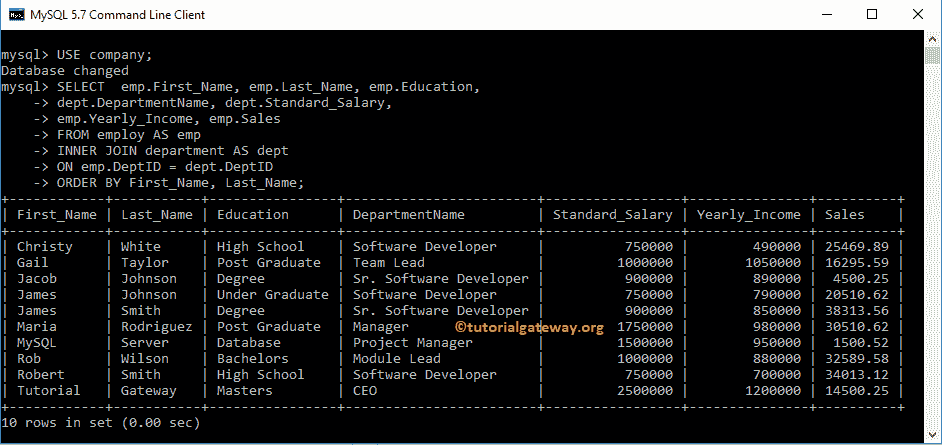 MySQL 5.7 Command Line Client
mysql> USE company;
Database changed
mysql> SELECT  emp.First_Name, emp.Last_Name, emp.Education,
    -> dept.DepartmentName, dept.Standard_Salary,
    -> emp.Yearly_Income, emp.Sales
    -> FROM employ AS emp
    -> INNER JOIN department AS dept
    -> ON emp.DeptID = dept.DeptID
    -> ORDER BY First_Name, Last_Name;
+------------+-----------+----------------+-----------------------+-----------------+---------------+----------+
| First_Name | Last_Name | Education      | DepartmentName        | Standard_Salary | Yearly_Income | Sales    |
+------------+-----------+----------------+-----------------------+-----------------+---------------+----------+
| Christy    | White     | High School    | Software Developer    |          750000 |        490000 | 25469.89 |
| Gail       | Taylor    | Post Graduate  | Team Lead             |         1000000 |       1050000 | 16295.59 |
| Jacob      | Johnson   | Degree         | Sr. Software Developer |          900000 |        890000 |  4500.25 |
| James      | Johnson   | Under Graduate | Software Developer    |          750000 |        790000 | 20510.62 |
| James      | Smith     | Degree         | Sr. Software Developer |          900000 |        850000 | 38313.56 |
| Maria      | Rodriguez | Post Graduate  | Manager               |         1750000 |        980000 | 30510.62 |
©tutorialgateway.org
| MySQL      | Server    | Database       | Project Manager       |         1500000 |        950000 |  1500.52 |
| Rob        | Wilson    | Bachelors      | Module Lead           |         1000000 |        880000 | 32589.58 |
| Robert     | Smith     | High School    | Software Developer    |          750000 |        700000 | 34013.12 |
| Tutorial   | Gateway   | Masters        | CEO                   |         2500000 |       1200000 | 14500.25 |
+------------+-----------+----------------+-----------------------+-----------------+---------------+----------+
10 rows in set (0.00 sec)